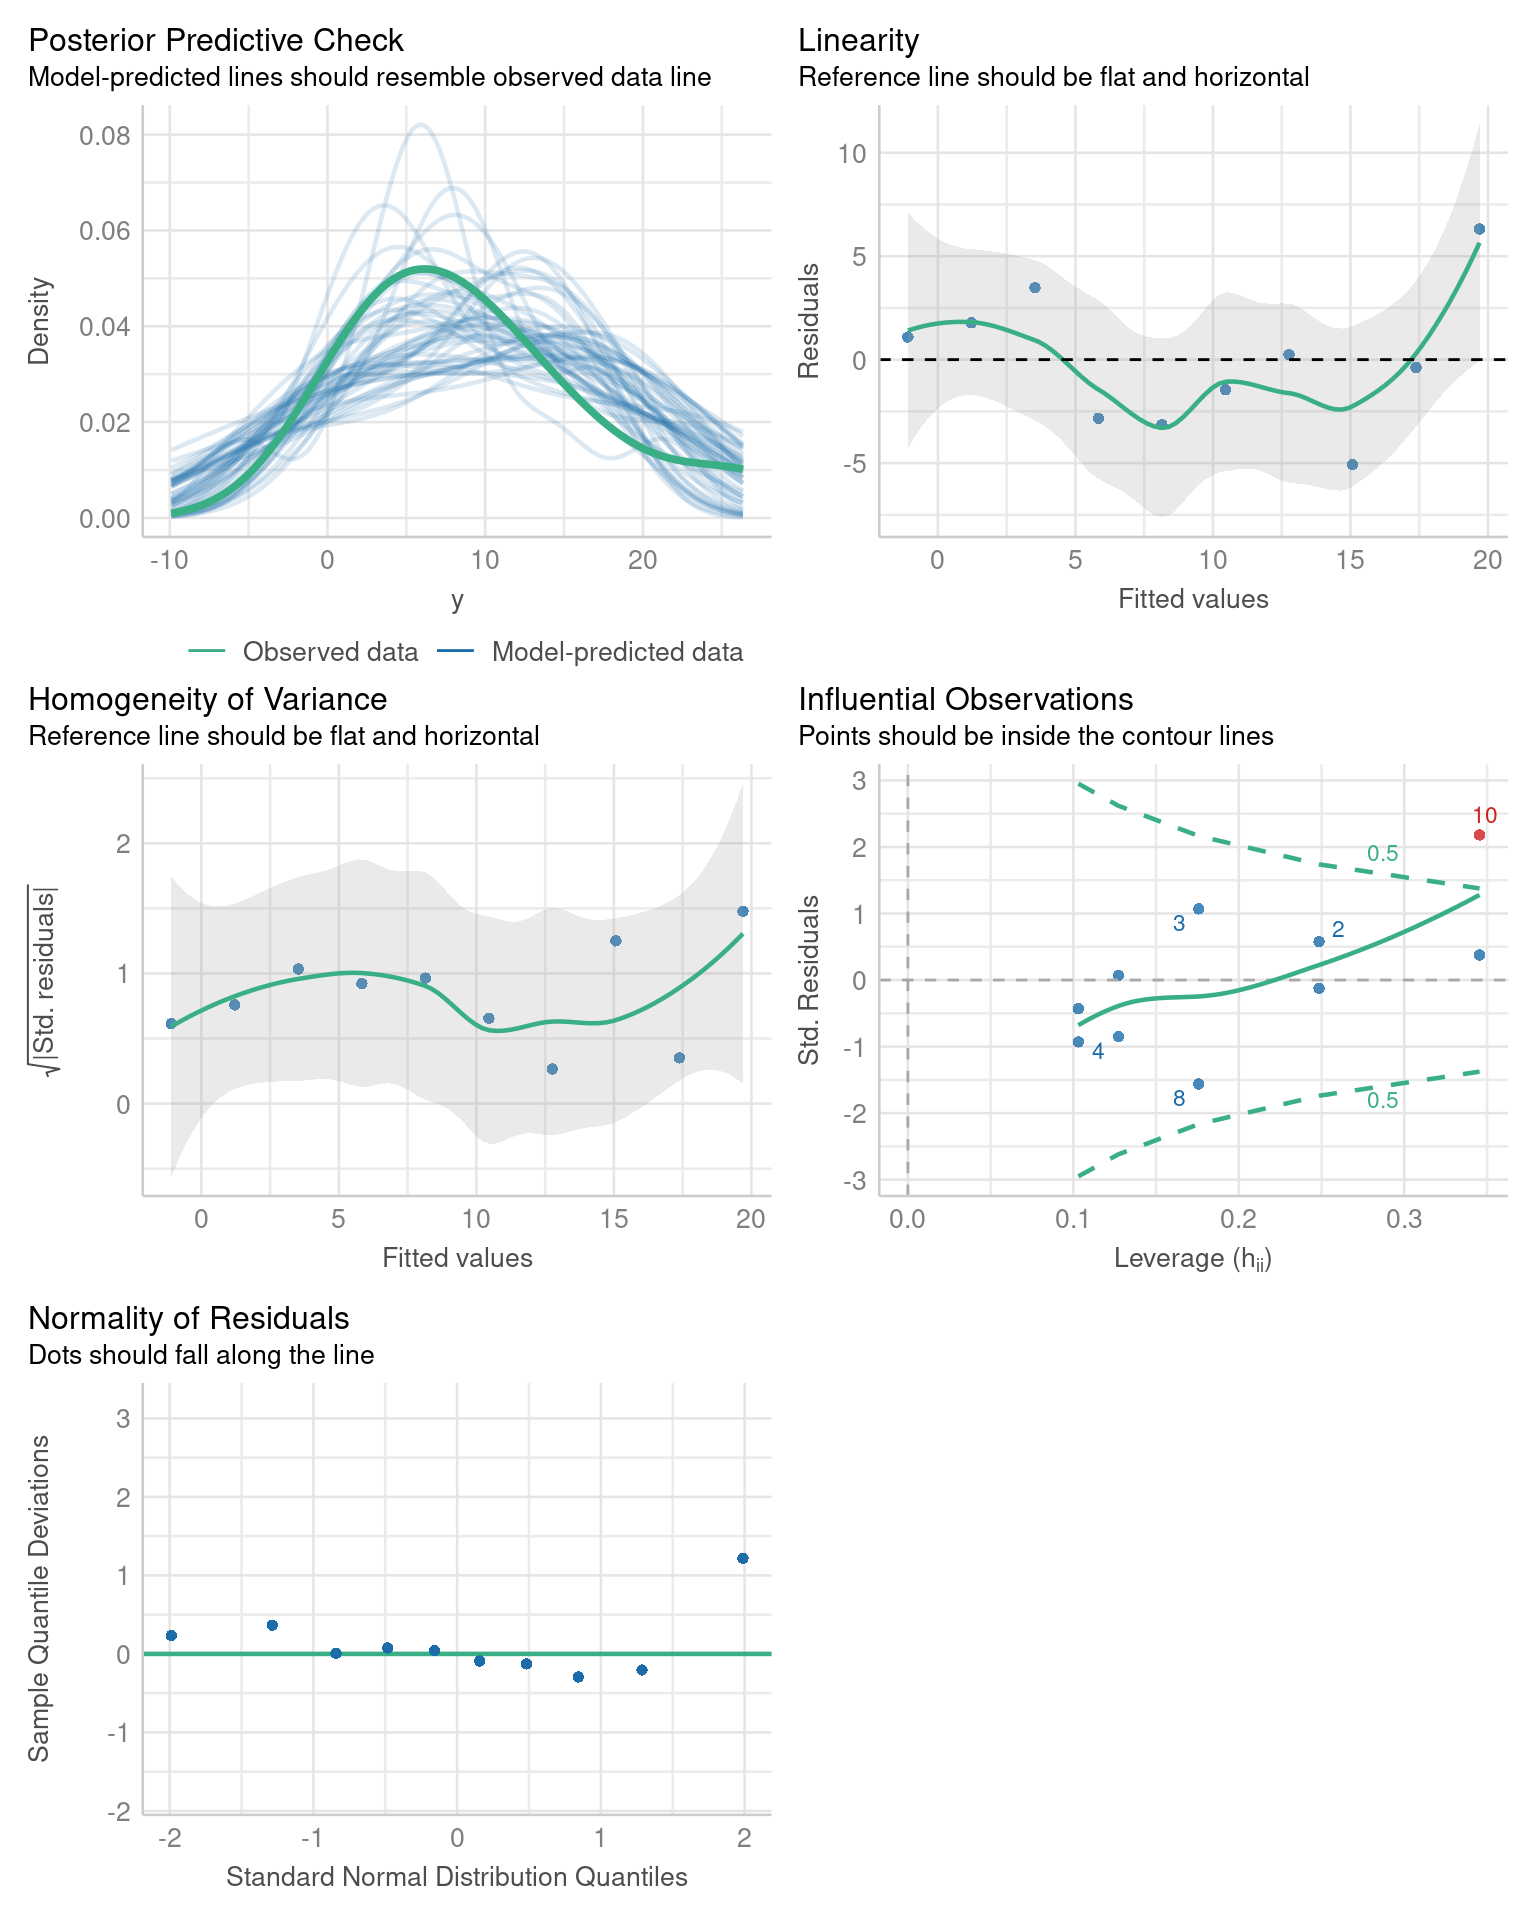 Posterior Predictive Check
Model-predicted lines should resemble observed data line
0.08
0.06
0.04
0.02
0.00
Density
-10 0 10 20
y
Observed data Model-predicted data
Linearity
Reference line should be flat and horizontal
10
5
0
-5
Residuals
0 5 10 15 20
Fitted values
Homogeneity of Variance
Reference line should be flat and horizontal
2
1
0
√|Std. residuals|
0 5 10 15 20
Fitted values
Influential Observations
Points should be inside the contour lines
3
2
1
0
-1
-2
-3
Std. Residuals
10
0.5
3
2
4
8
0.5
0.0 0.1 0.2 0.3
Leverage (hii)
Normality of Residuals
Dots should fall along the line
3
2
1
0
-1
-2
Sample Quantile Deviations
-2 -1 0 1 2
Standard Normal Distribution Quantiles